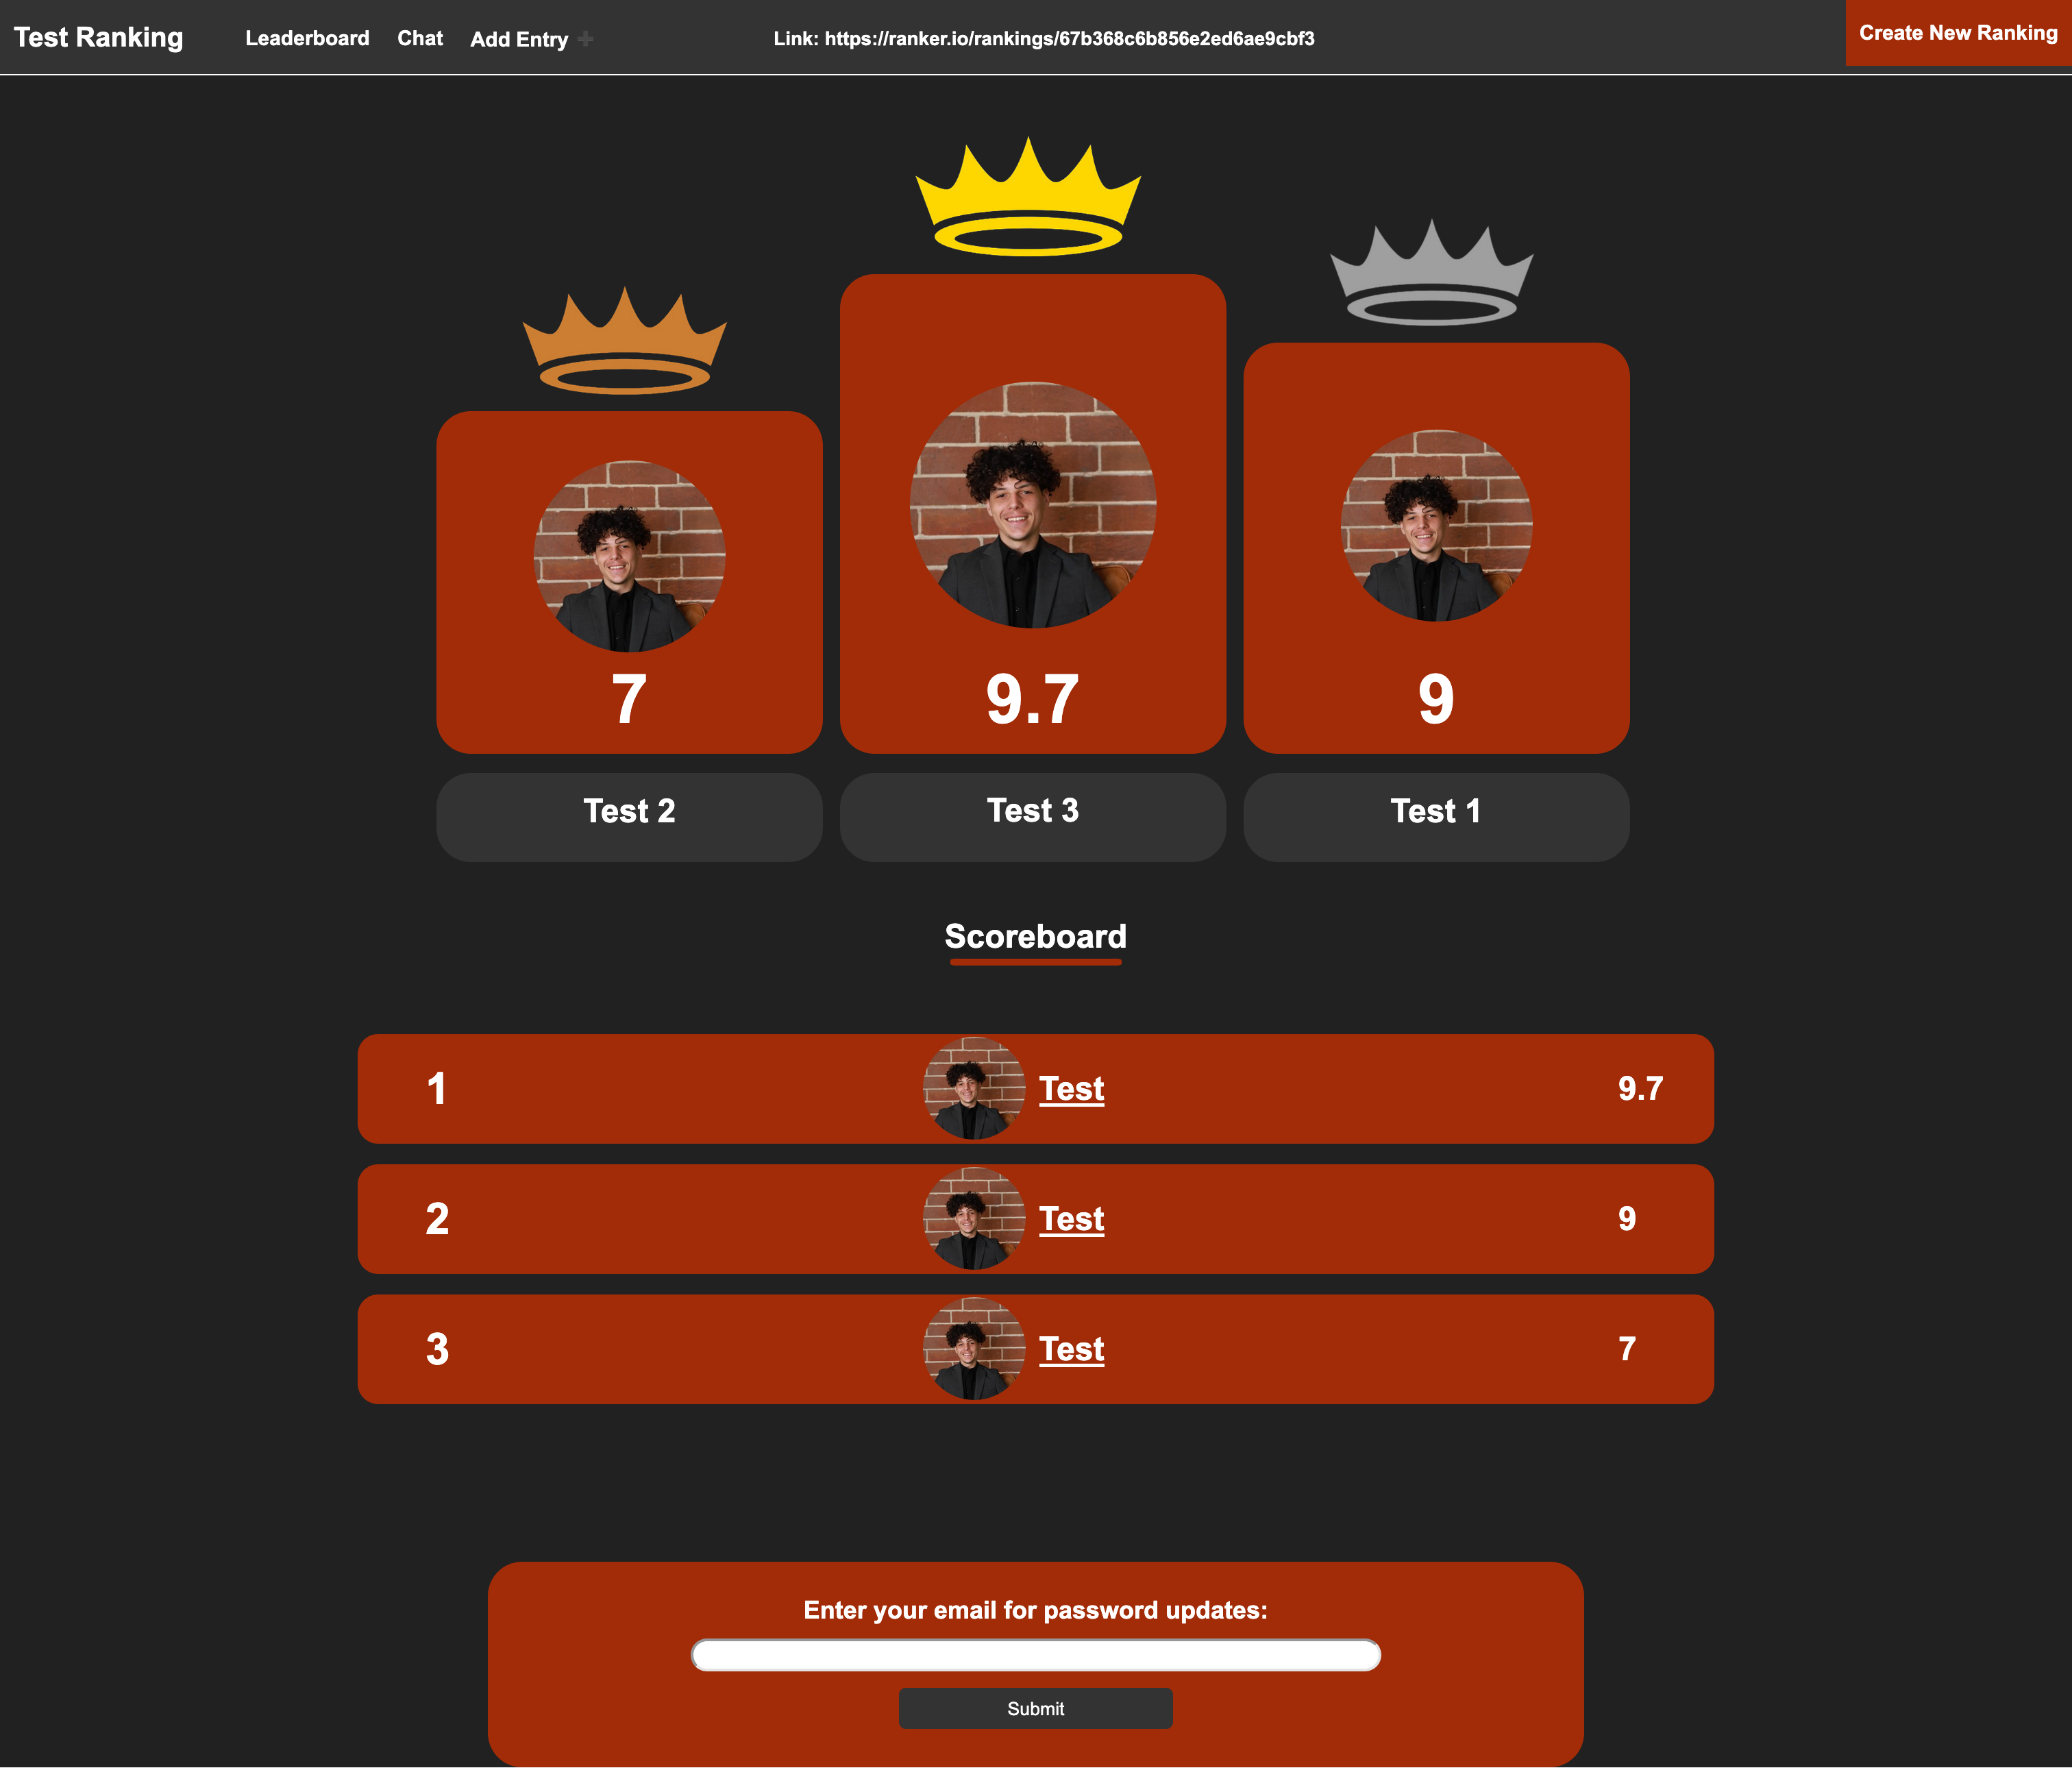 Test Ranking Leaderboard Chat Add Entry Link: https://ranker.io/rankings/67b368c6b856e2ed6ae9cbf3 Create New Ranking
7 9.7 9
Test 2 Test 3 Test 1
Scoreboard
1 Test 9.7
2 Test 9
3 Test 7
Enter your email for password updates:
Submit